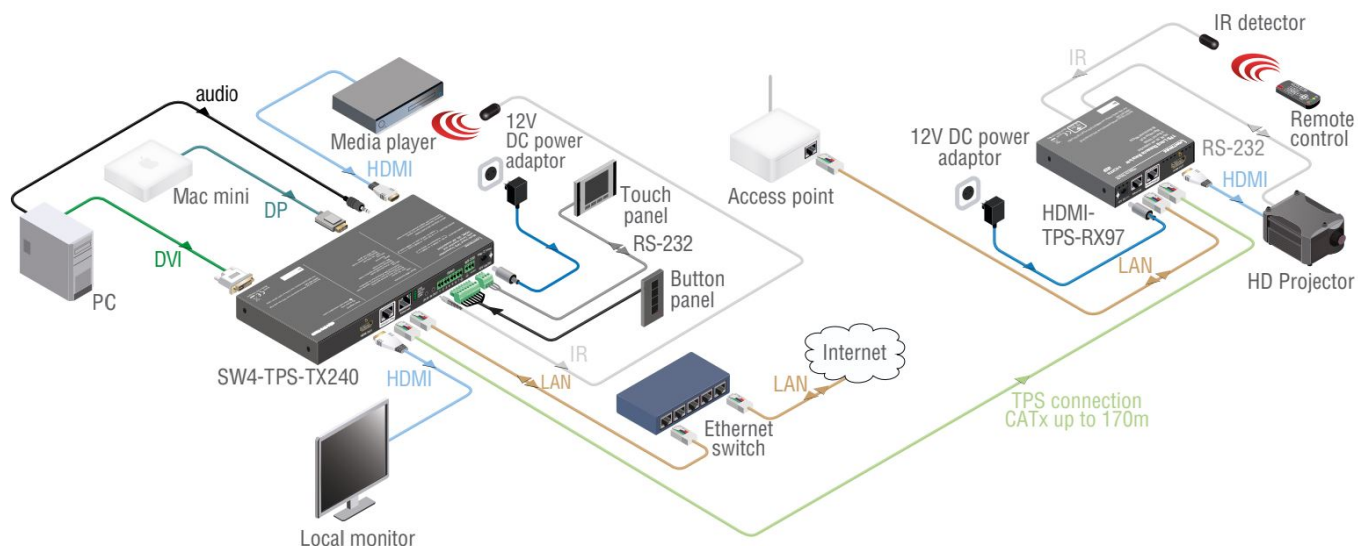 IR detector
IR
audio
Media player
12V
DC power
adaptor
Remote
control
HDMI
RS-232
12V DC power
adaptor
Mac mini
DP
Touch
panel
Access point
HDMI
HDMI-
TPS-RX97
RS-232
DVI
LAN
HD Projector
Button
panel
PC
Internet
IR
SW4-TPS-TX240
HDMI
LAN
LAN
TPS connection
CATx up to 170m
Ethernet
switch
Local monitor